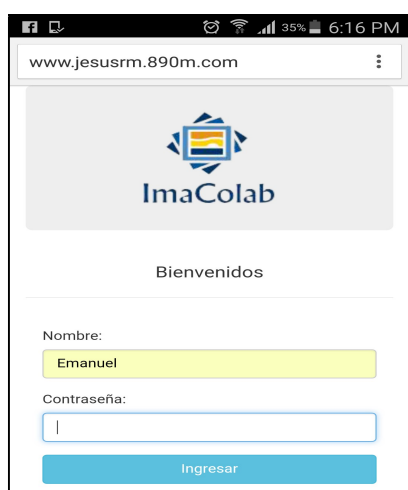 35% 6:16 PM
www.jesusrm.890m.com
ImaColab
Bienvenidos
Nombre:
Emanuel
Contraseña:
Ingresar